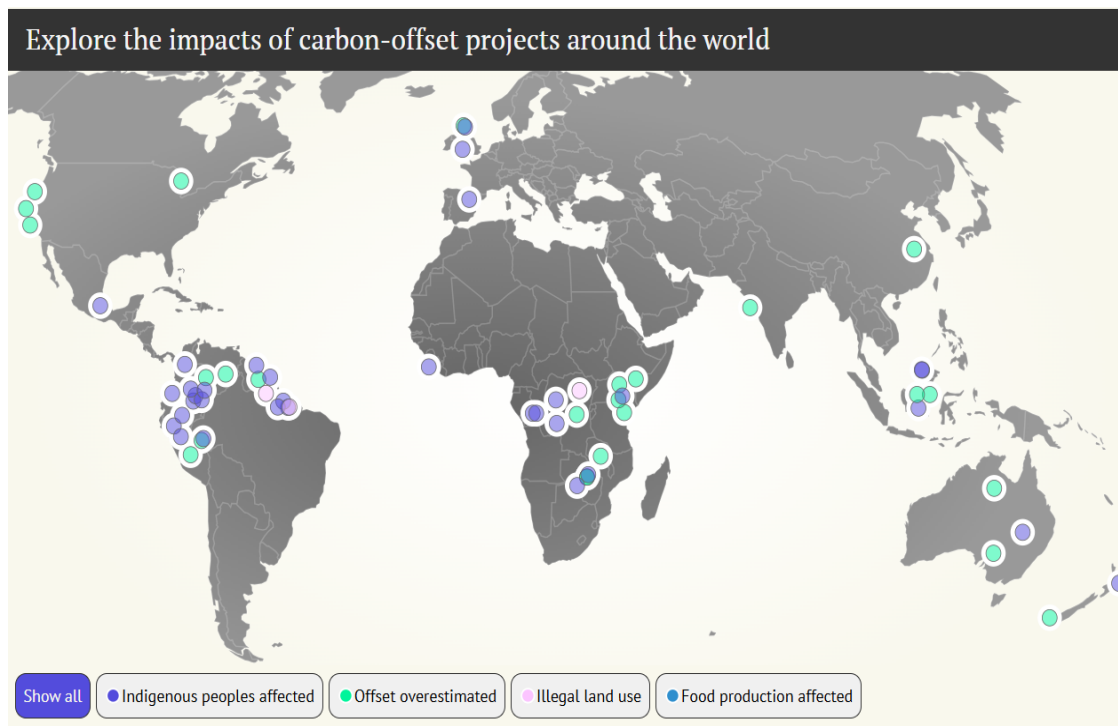 Explore the impacts of carbon-offset projects around the world
Show all
Indigenous peoples affected
Offset overestimated
Illegal land use
Food production affected